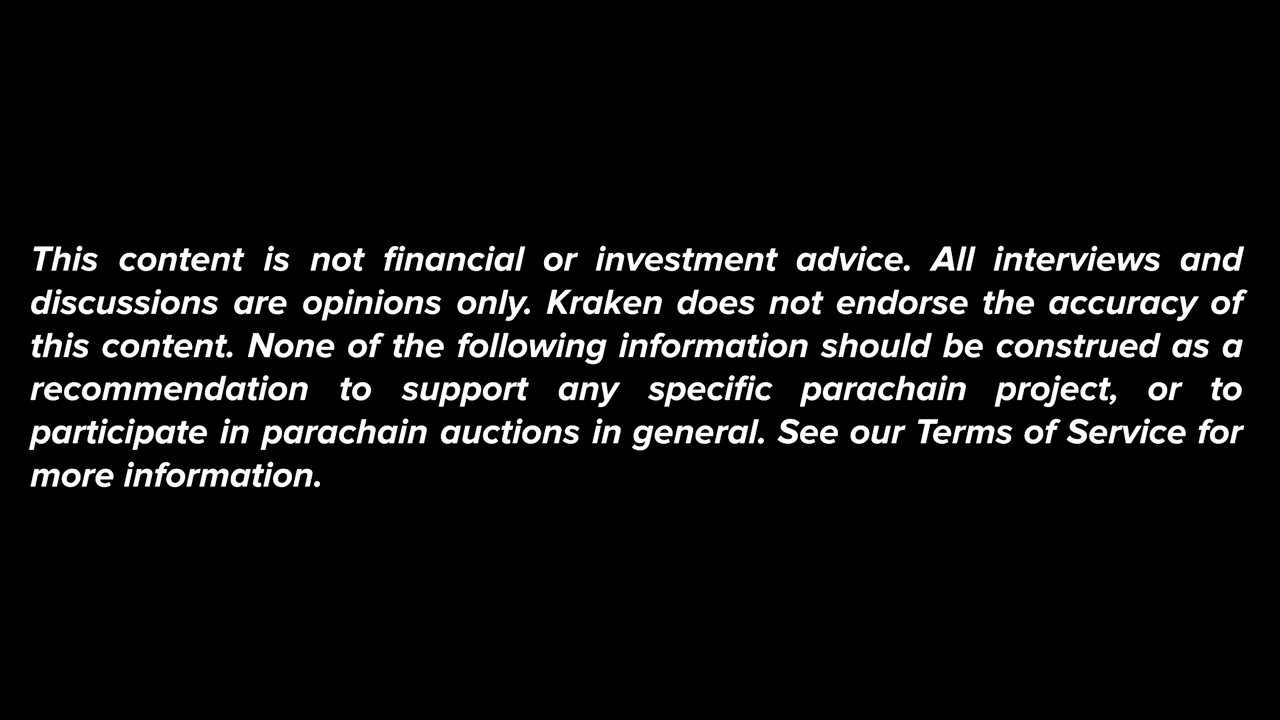 This content is not financial or investment advice. All interviews and
discussions are opinions only. Kraken does not endorse the accuracy of
this content. None of the following information should be construed as a
recommendation to support any specific parachain project, or to
participate in parachain auctions in general. See our Terms of Service for
more information.